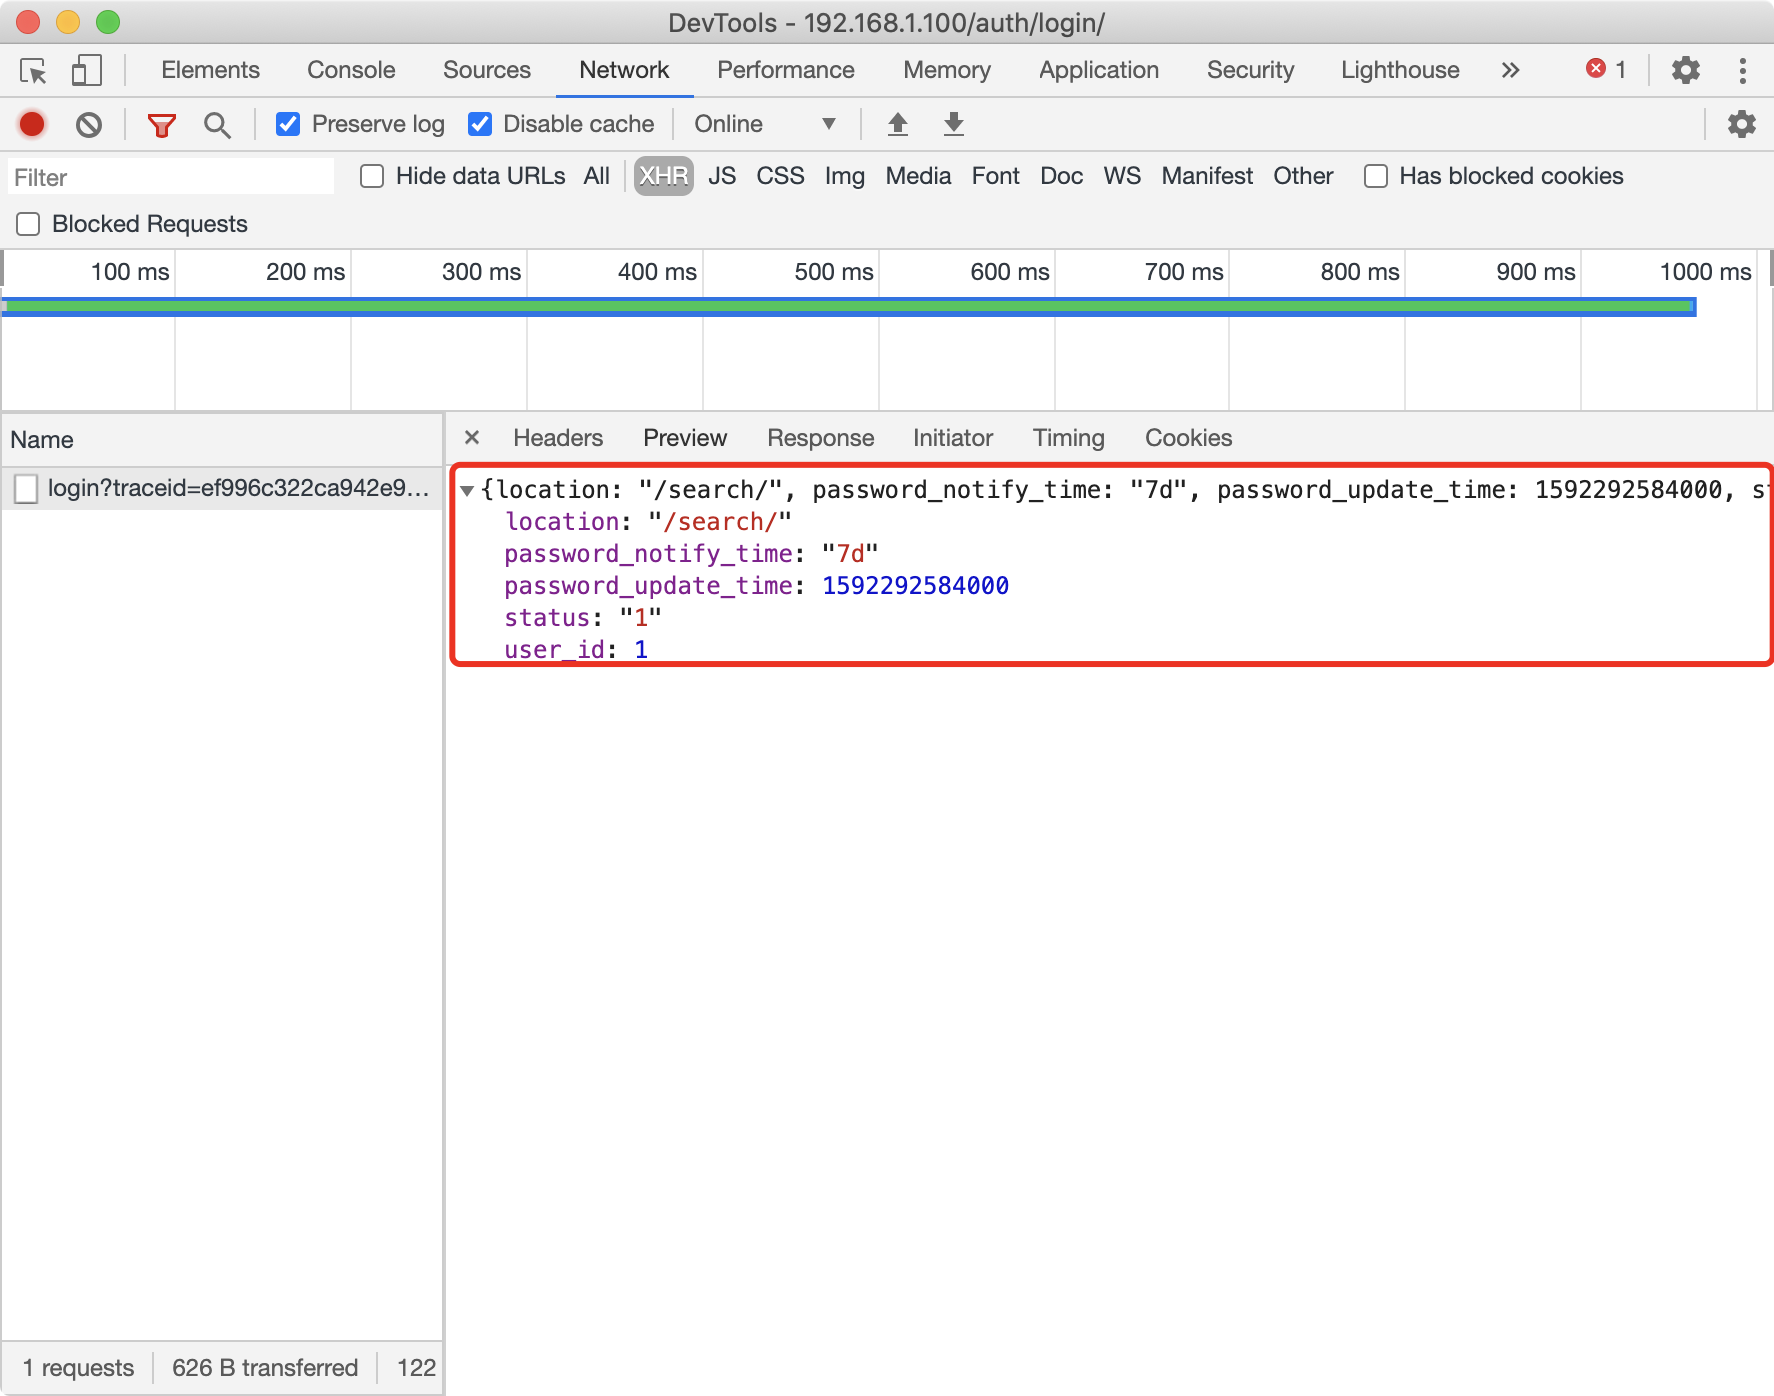 DevTools - 192.168.1.100/auth/login/
Elements Console Sources Network Performance Memory Application Security Lighthouse » 1
Preserve log Disable cache Online
Filter Hide data URLs All XHR JS CSS Img Media Font Doc WS Manifest Other Has blocked cookies
Blocked Requests
100 ms 200 ms 300 ms 400 ms 500 ms 600 ms 700 ms 800 ms 900 ms 1000 ms
Name
× Headers Preview Response Initiator Timing Cookies
login?traceid=ef996c322ca942e9...
{location: "/search/", password_notify_time: "7d", password_update_time: 1592292584000, st
location: "/search/"
password_notify_time: "7d"
password_update_time: 1592292584000
status: "1"
user_id: 1
1 requests 626 B transferred 122